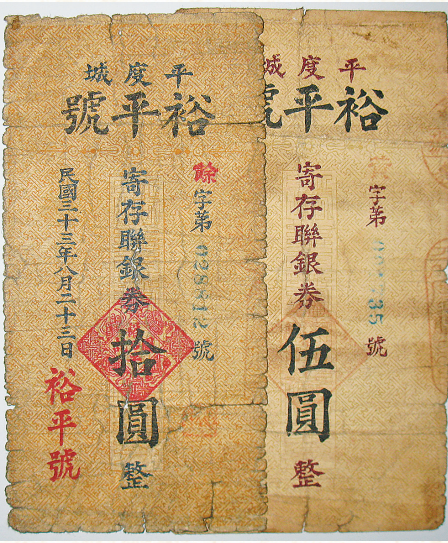 平度城
裕平號
餘字第 號
寄存聯銀券
拾圓
整
民國三十三年八月二十三日
裕平號
平度城
裕平
字第 35 號
寄存聯銀券
伍圓
整